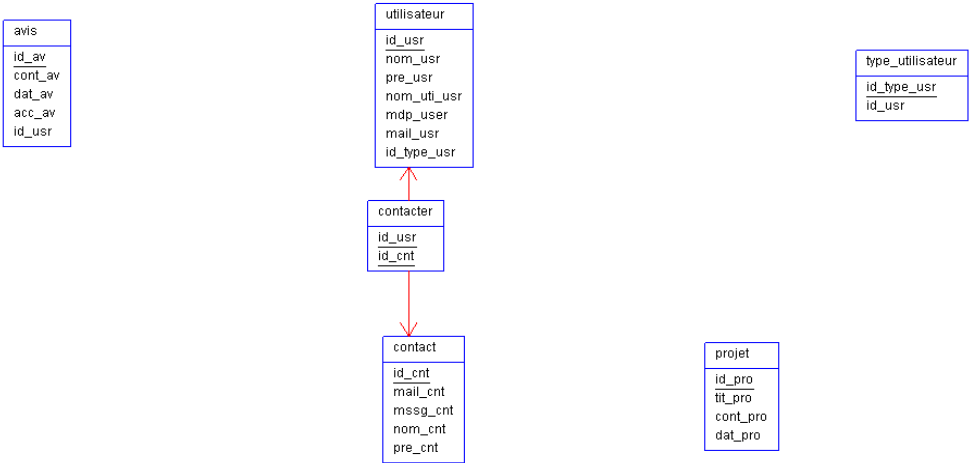 avis
id_av
cont_av
dat_av
acc_av
id_usr
utilisateur
id_usr
nom_usr
pre_usr
nom_uti_usr
mdp_user
mail_usr
id_type_usr
type_utilisateur
id_type_usr
id_usr
contacter
id_usr
id_cnt
contact
id_cnt
mail_cnt
mssg_cnt
nom_cnt
pre_cnt
projet
id_pro
tit_pro
cont_pro
dat_pro